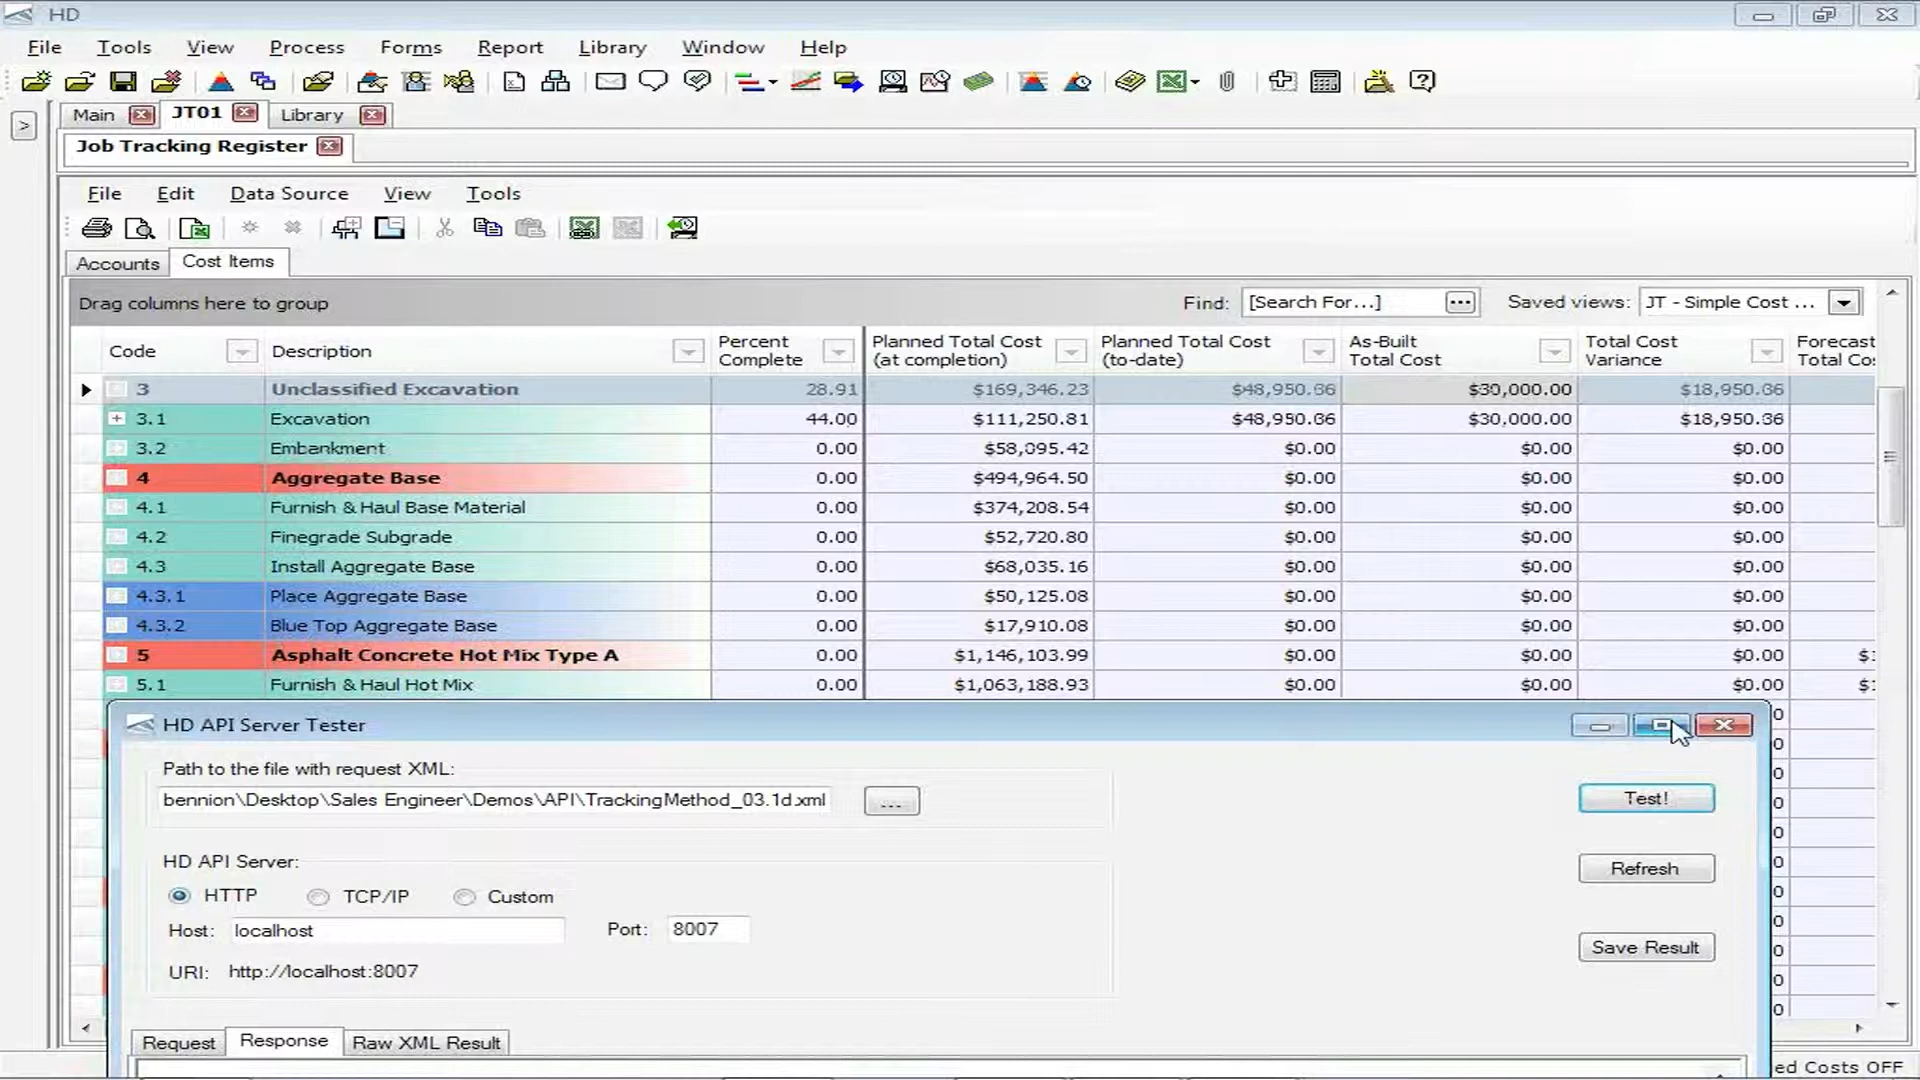 HD
File Tools View Process Forms Report Library Window Help
Main JT01 Library
Job Tracking Register
File Edit Data Source View Tools
Accounts Cost Items
Drag columns here to group Find: [Search For...] Saved views: JT - Simple Cost ...
Code Description Percent Complete Planned Total Cost (at completion) Planned Total Cost (to-date) As-Built Total Cost Total Cost Variance Forecast Total Cos
3 Unclassified Excavation 28.91 $169,346.23 $48,950.36 $30,000.00 $18,950.36
3.1 Excavation 44.00 $111,250.81 $48,950.36 $30,000.00 $18,950.36
3.2 Embankment 0.00 $58,095.42 $0.00 $0.00 $0.00
4 Aggregate Base 0.00 $494,964.50 $0.00 $0.00 $0.00
4.1 Furnish & Haul Base Material 0.00 $374,208.54 $0.00 $0.00 $0.00
4.2 Finegrade Subgrade 0.00 $52,720.80 $0.00 $0.00 $0.00
4.3 Install Aggregate Base 0.00 $68,035.16 $0.00 $0.00 $0.00
4.3.1 Place Aggregate Base 0.00 $50,125.08 $0.00 $0.00 $0.00
4.3.2 Blue Top Aggregate Base 0.00 $17,910.08 $0.00 $0.00 $0.00
5 Asphalt Concrete Hot Mix Type A 0.00 $1,146,103.99 $0.00 $0.00 $0.00
5.1 Furnish & Haul Hot Mix 0.00 $1,063,188.93 $0.00 $0.00 $0.00
HD API Server Tester
Path to the file with request XML:
bennion\Desktop\Sales Engineer\Demos\API\TrackingMethod_03.1d.xml ... Test!
HD API Server: Refresh
HTTP TCP/IP Custom
Host: localhost Port: 8007
Save Result
URI: http://localhost:8007
Request Response Raw XML Result
ed Costs OFF